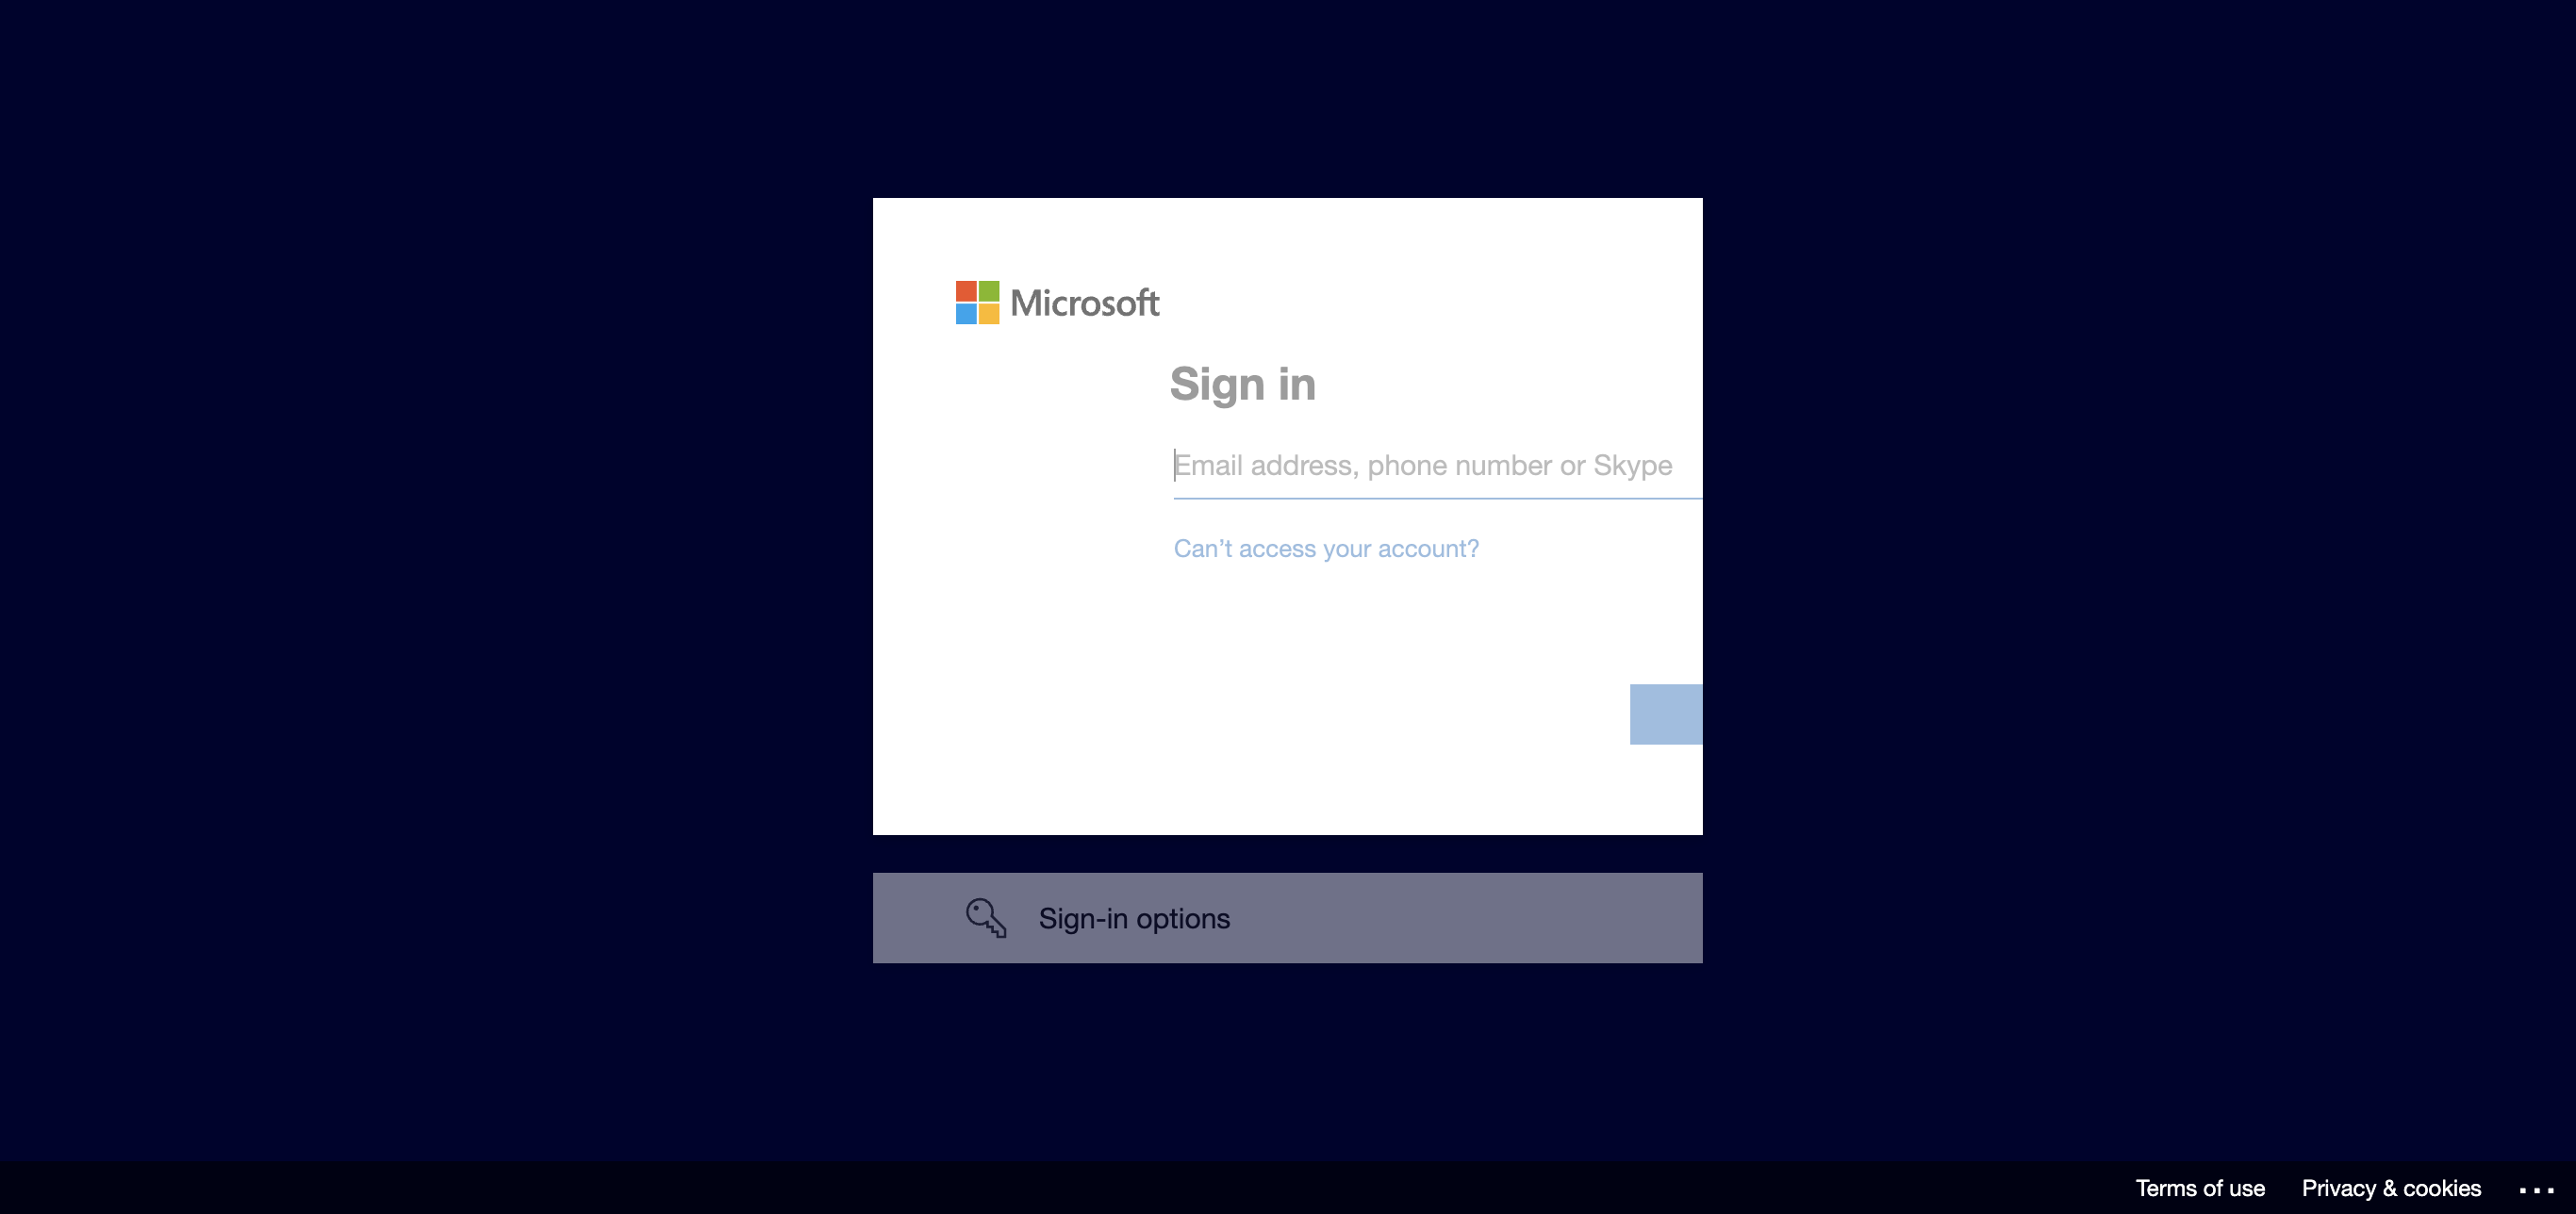 Microsoft
Sign in
Email address, phone number or Skype
Can’t access your account?
Sign-in options
Terms of use Privacy & cookies ...